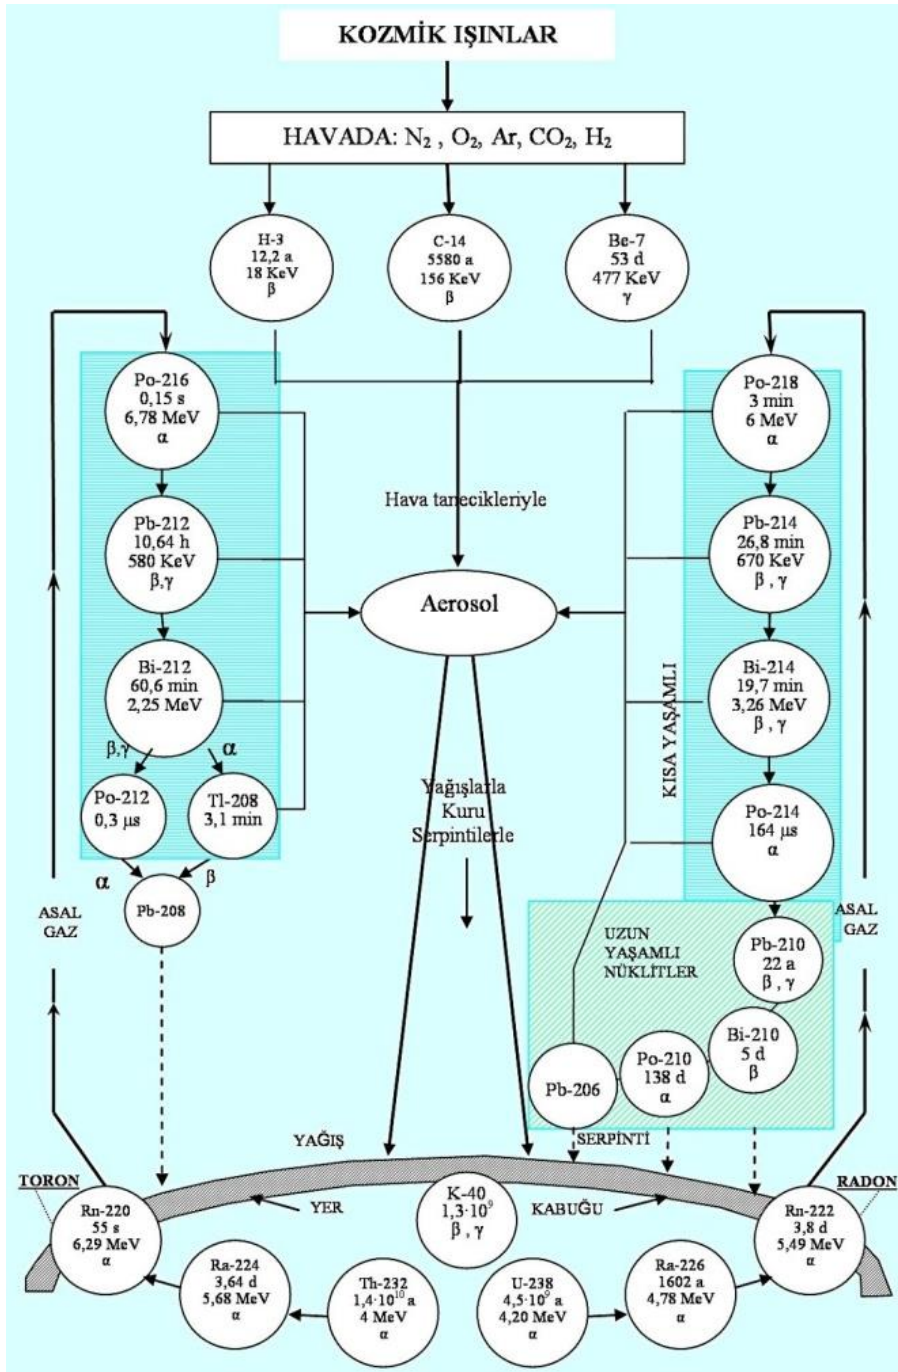 KOZMİK IŞINLAR
HAVADA: N₂ , O₂, Ar, CO₂, H₂
H-3
12,2 a
18 KeV
β
C-14
5580 a
156 KeV
β
Be-7
53 d
477 KeV
γ
Po-216
0,15 s
6,78 MeV
α
Po-218
3 min
6 MeV
α
Hava tanecikleriyle
Pb-212
10,64 h
580 KeV
β,γ
Pb-214
26,8 min
670 KeV
β , γ
Aerosol
Bi-212
60,6 min
2,25 MeV
Bi-214
19,7 min
3,26 MeV
β , γ
KISA YAŞAMLI
β,γ
α
Po-212
0,3 µs
Tl-208
3,1 min
Yağışlarla
Kuru
Serpintilerle
Po-214
164 µs
α
α
β
Pb-208
ASAL
GAZ
ASAL
GAZ
UZUN
YAŞAMLI
NÜKLİTLER
Pb-210
22 a
β , γ
Bi-210
5 d
β
Po-210
138 d
α
Pb-206
YAĞIŞ
SERPİNTİ
TORON
RADON
Rn-220
55 s
6,29 MeV
α
YER
K-40
1,3·10⁹
β , γ
KABUĞU
Rn-222
3,8 d
5,49 MeV
α
Ra-224
3,64 d
5,68 MeV
α
Th-232
1,4·10¹⁰ a
4 MeV
α
U-238
4,5·10⁹ a
4,20 MeV
α
Ra-226
1602 a
4,78 MeV
α